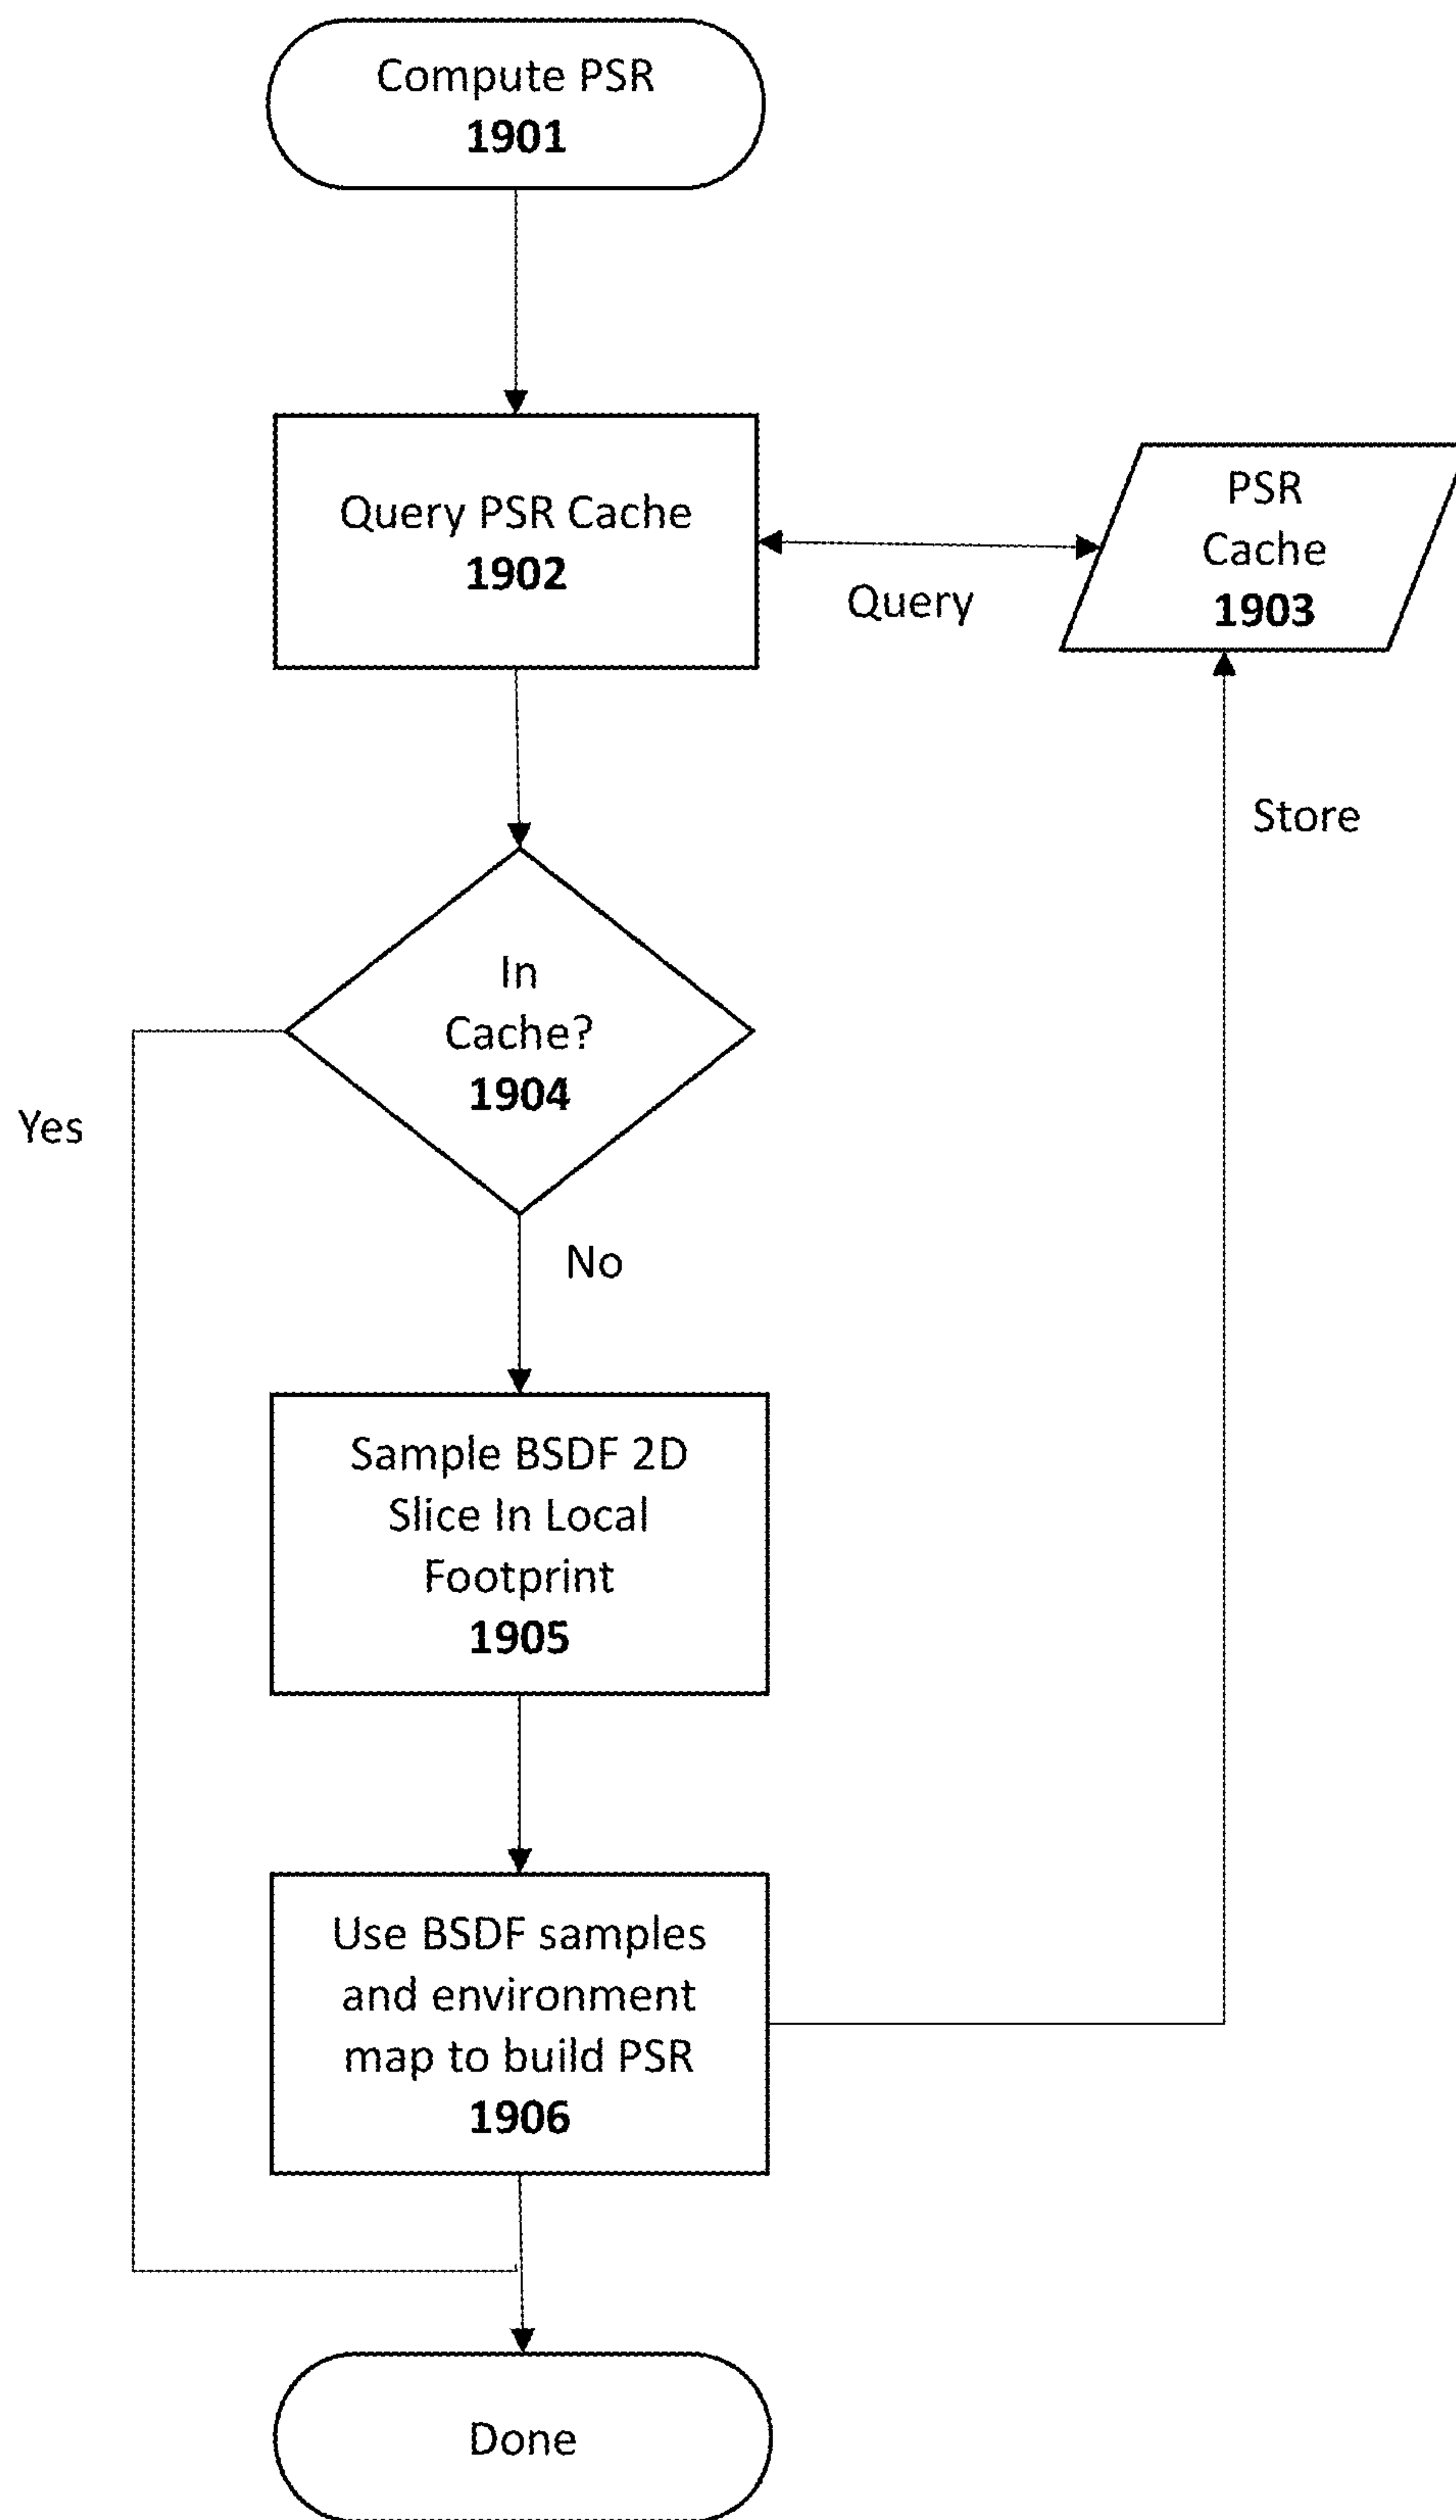 Compute PSR
1901
Query PSR Cache
1902
PSR
Cache
1903
Query
Store
In
Cache?
1904
Yes
No
Sample BSDF 2D
Slice In Local
Footprint
1905
Use BSDF samples
and environment
map to build PSR
1906
Done